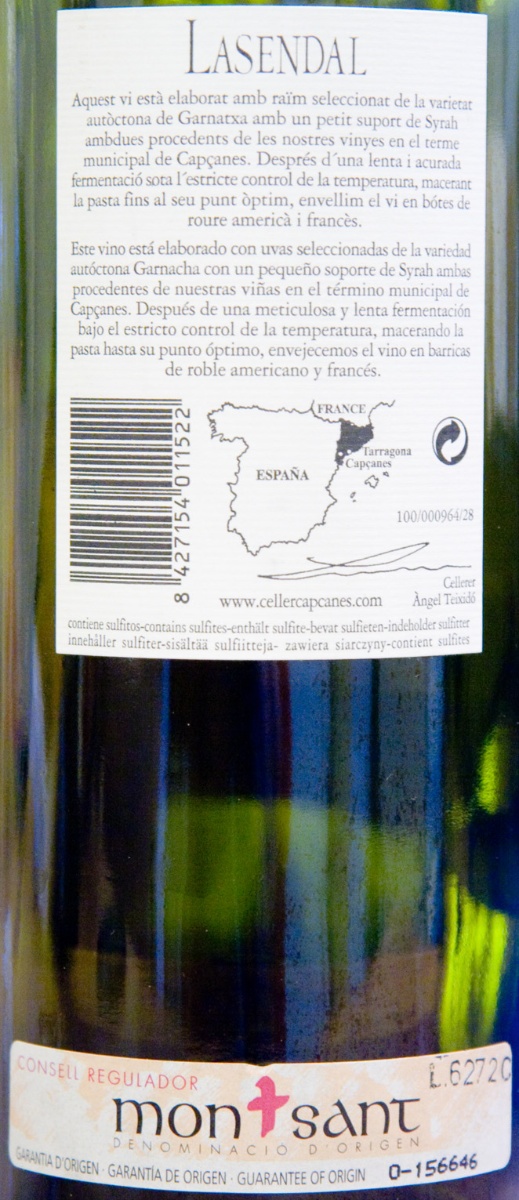 LASENDAL
Aquest vi està elaborat amb raïm seleccionat de la varietat
autòctona de Garnatxa amb un petit suport de Syrah
ambdues procedents de les nostres vinyes en el terme
municipal de Capçanes. Després d´una lenta i acurada
fermentació sota l´estricte control de la temperatura, macerant
la pasta fins al seu punt òptim, envellim el vi en bótes de
roure americà i francès.
Este vino está elaborado con uvas seleccionadas de la variedad
autóctona Garnacha con un pequeño soporte de Syrah ambas
procedentes de nuestras viñas en el término municipal de
Capçanes. Después de una meticulosa y lenta fermentación
bajo el estricto control de la temperatura, macerando la
pasta hasta su punto óptimo, envejecemos el vino en barricas
de roble americano y francés.
FRANCE
Tarragona
Capçanes
ESPAÑA
8 427154 011522
100/000964/28
Cellerer
www.cellercapcanes.com Àngel Teixidó
contiene sulfitos-contains sulfites-enthält sulfite-bevat sulfieten-indeholder sulfitter
innehåller sulfiter-sisältää sulfiitteja- zawiera siarczyny-contient sulfites
CONSELL REGULADOR
L.6272C
montsant
DENOMINACIÓ D'ORIGEN
GARANTIA D'ORIGEN · GARANTÍA DE ORIGEN · GUARANTEE OF ORIGIN 0-156646